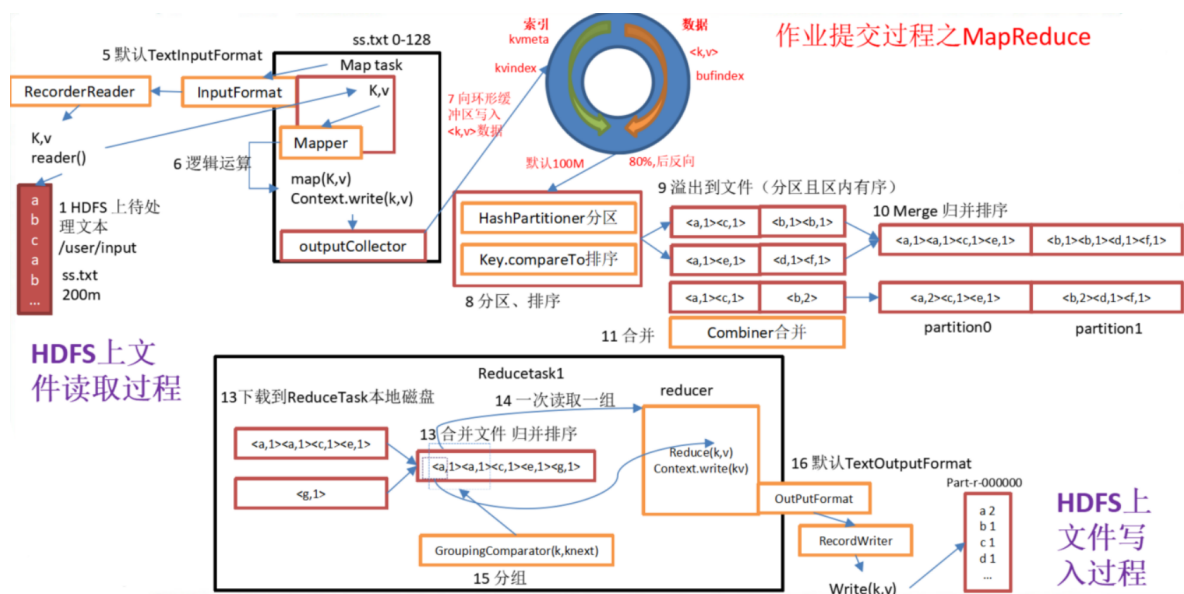 作业提交过程之MapReduce
ss.txt 0-128
5 默认TextInputFormat
Map task
RecorderReader
InputFormat
K,v
K,v
reader()
Mapper
6 逻辑运算
map(K,v)
Context.write(k,v)
outputCollector
a
b
c
a
b
...
1 HDFS 上待处
理文本
/user/input
ss.txt
200m
HDFS上文
件读取过程
索引
kvmeta
kvindex
数据
<k,v>
bufindex
7 向环形缓
冲区写入
<k,v>数据
默认100M
80%,后反向
HashPartitioner分区
Key.compareTo排序
8 分区、排序
9 溢出到文件（分区且区内有序）
<a,1><c,1>
<b,1><b,1>
<a,1><e,1>
<d,1><f,1>
<a,1><c,1>
<b,2>
11 合并
Combiner合并
10 Merge 归并排序
<a,1><a,1><c,1><e,1>
<b,1><b,1><d,1><f,1>
<a,2><c,1><e,1>
<b,2><d,1><f,1>
partition0
partition1
Reducetask1
13下载到ReduceTask本地磁盘
<a,1><a,1><c,1><e,1>
<g,1>
13 合并文件 归并排序
<a,1><a,1><c,1><e,1><g,1>
14 一次读取一组
GroupingComparator(k,knext)
15 分组
reducer
Reduce(k,v)
Context.write(kv)
16 默认TextOutputFormat
OutPutFormat
RecordWriter
Write(k,v)
Part-r-000000
a 2
b 1
c 1
d 1
...
HDFS上
文件写
入过程